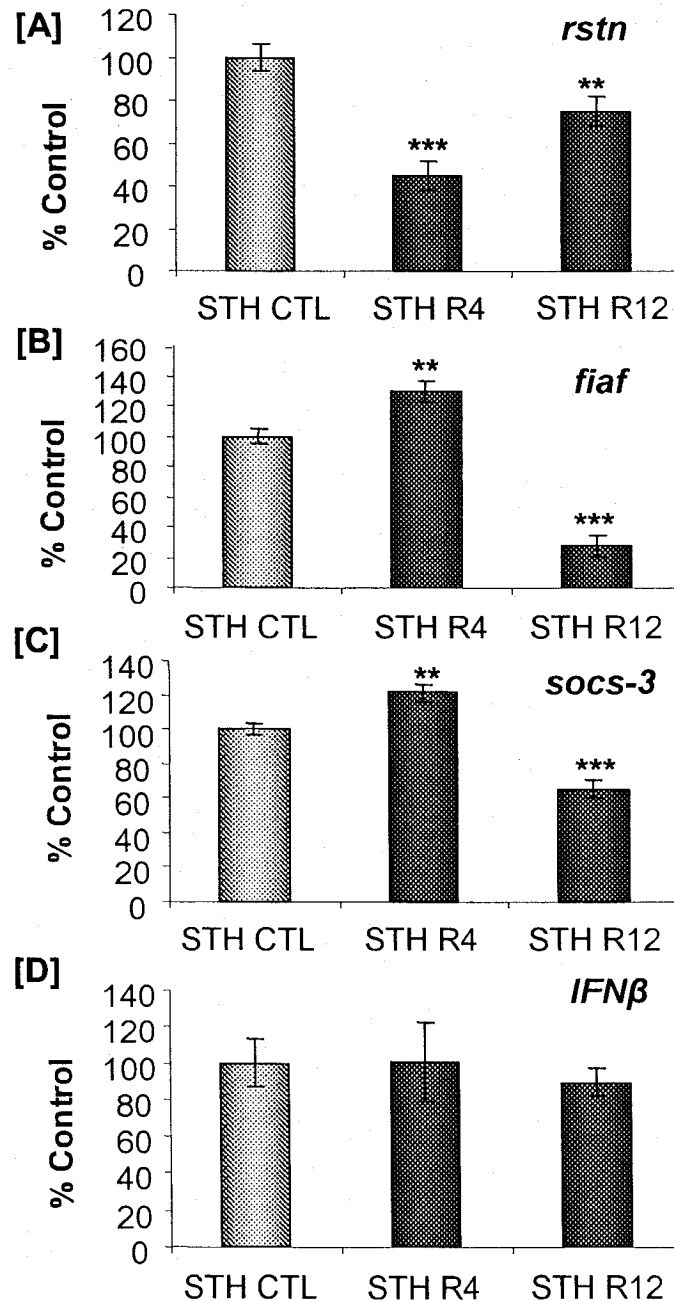 [A]
rstn
% Control
120
100
80
60
40
20
0
***
**
STH CTL STH R4 STH R12
[B]
fiaf
% Control
160
140
120
100
80
60
40
20
0
**
***
STH CTL STH R4 STH R12
[C]
socs-3
% Control
140
120
100
80
60
40
20
0
**
***
STH CTL STH R4 STH R12
[D]
IFNβ
% Control
140
120
100
80
60
40
20
0
STH CTL STH R4 STH R12